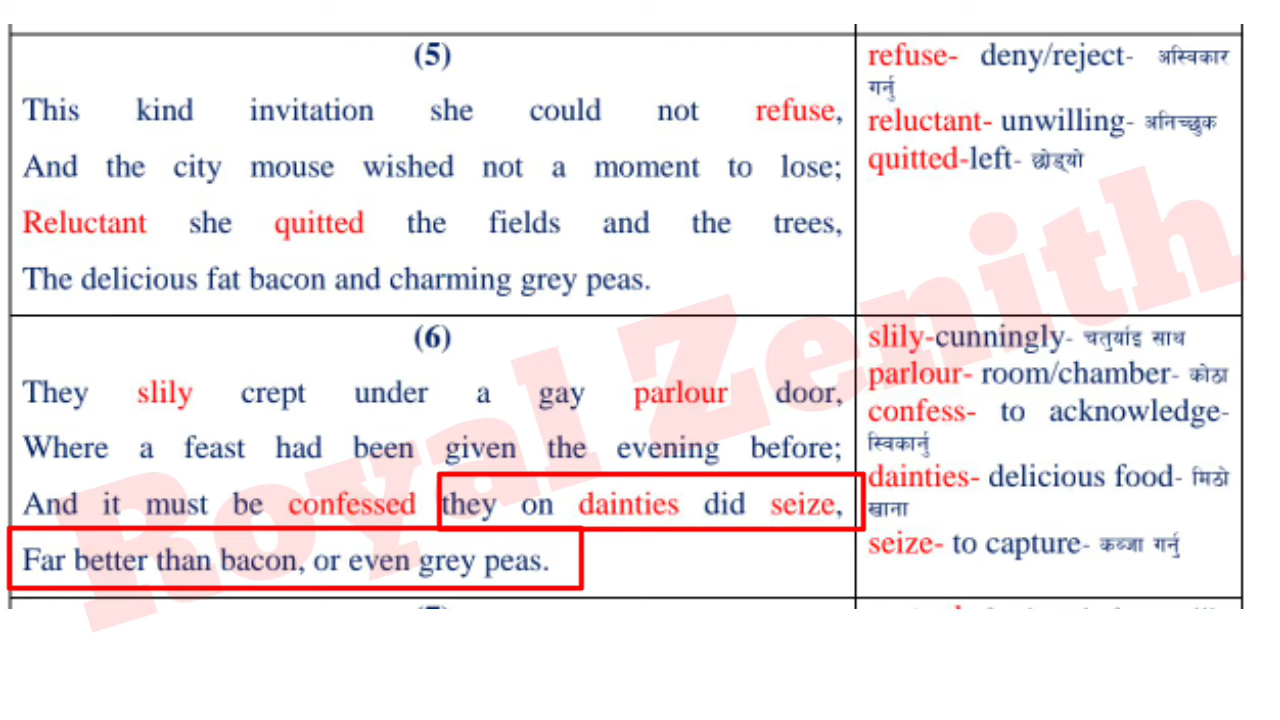 (5)
This kind invitation she could not refuse,
And the city mouse wished not a moment to lose;
Reluctant she quitted the fields and the trees,
The delicious fat bacon and charming grey peas.
refuse- deny/reject- अस्विकार
गर्नु
reluctant- unwilling- अनिच्छुक
quitted-left- छोड्यो
(6)
They slily crept under a gay parlour door,
Where a feast had been given the evening before;
And it must be confessed they on dainties did seize,
Far better than bacon, or even grey peas.
slily-cunningly- चतुर्याइ साथ
parlour- room/chamber- कोठा
confess- to acknowledge-
स्विकार्नु
dainties- delicious food- मिठो
खाना
seize- to capture- कब्जा गर्नु
Royal Zenith